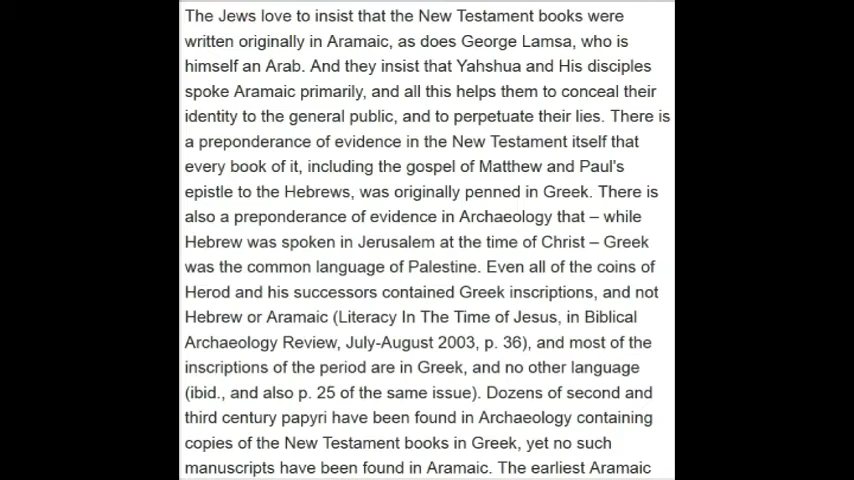 The Jews love to insist that the New Testament books were
written originally in Aramaic, as does George Lamsa, who is
himself an Arab. And they insist that Yahshua and His disciples
spoke Aramaic primarily, and all this helps them to conceal their
identity to the general public, and to perpetuate their lies. There is
a preponderance of evidence in the New Testament itself that
every book of it, including the gospel of Matthew and Paul's
epistle to the Hebrews, was originally penned in Greek. There is
also a preponderance of evidence in Archaeology that – while
Hebrew was spoken in Jerusalem at the time of Christ – Greek
was the common language of Palestine. Even all of the coins of
Herod and his successors contained Greek inscriptions, and not
Hebrew or Aramaic (Literacy In The Time of Jesus, in Biblical
Archaeology Review, July-August 2003, p. 36), and most of the
inscriptions of the period are in Greek, and no other language
(ibid., and also p. 25 of the same issue). Dozens of second and
third century papyri have been found in Archaeology containing
copies of the New Testament books in Greek, yet no such
manuscripts have been found in Aramaic. The earliest Aramaic